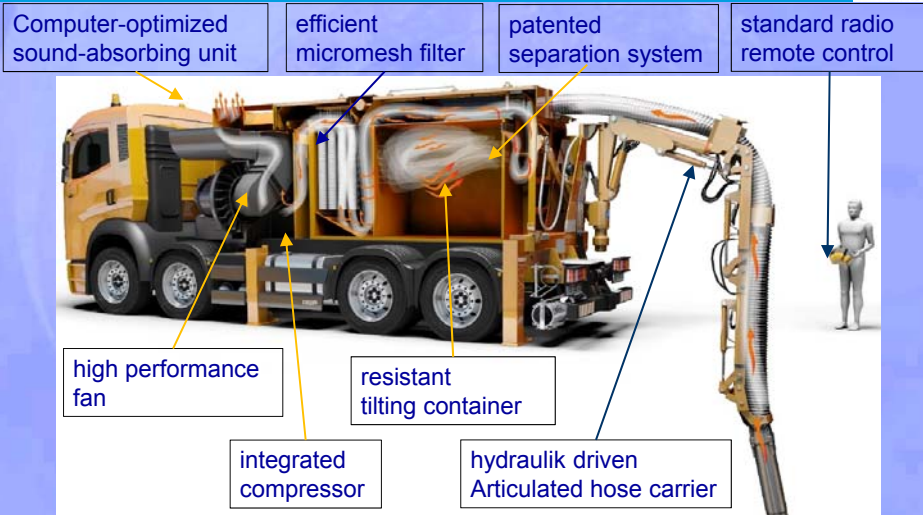 Computer-optimized
sound-absorbing unit
efficient
micromesh filter
patented
separation system
standard radio
remote control
high performance
fan
resistant
tilting container
integrated
compressor
hydraulik driven
Articulated hose carrier